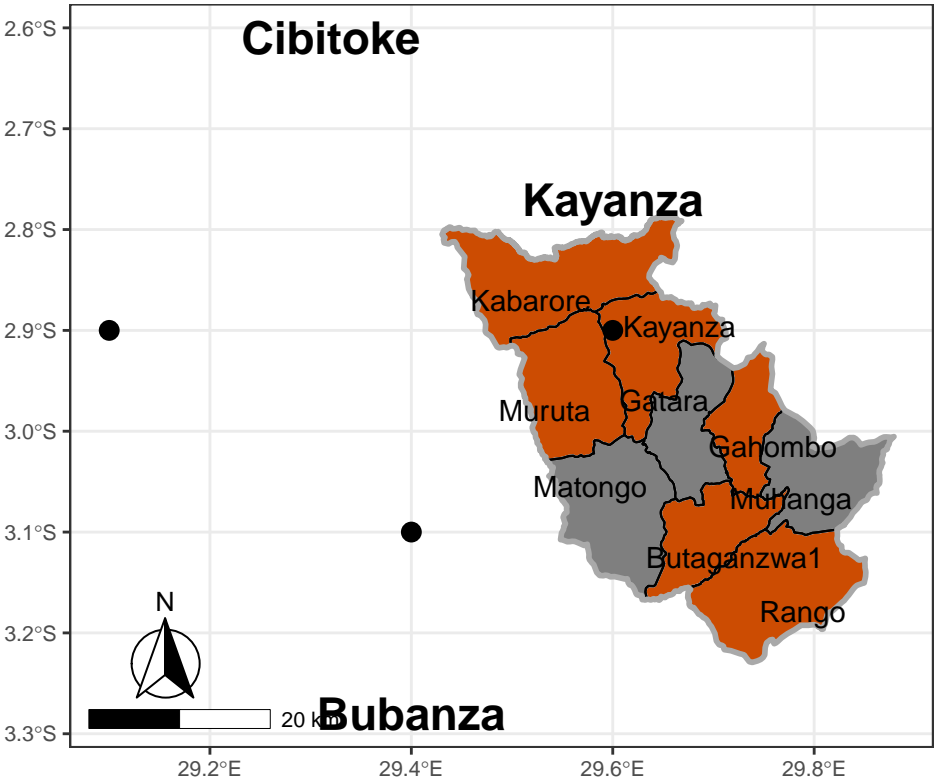 Cibitoke
2.6°S
2.7°S
Kayanza
2.8°S
Kabarore
Kayanza
2.9°S
Gatara
Muruta
3.0°S
Gahombo
Matongo
Muhanga
3.1°S
Butaganzwa1
N
Rango
3.2°S
20 km
Bubanza
3.3°S
29.2°E 29.4°E 29.6°E 29.8°E